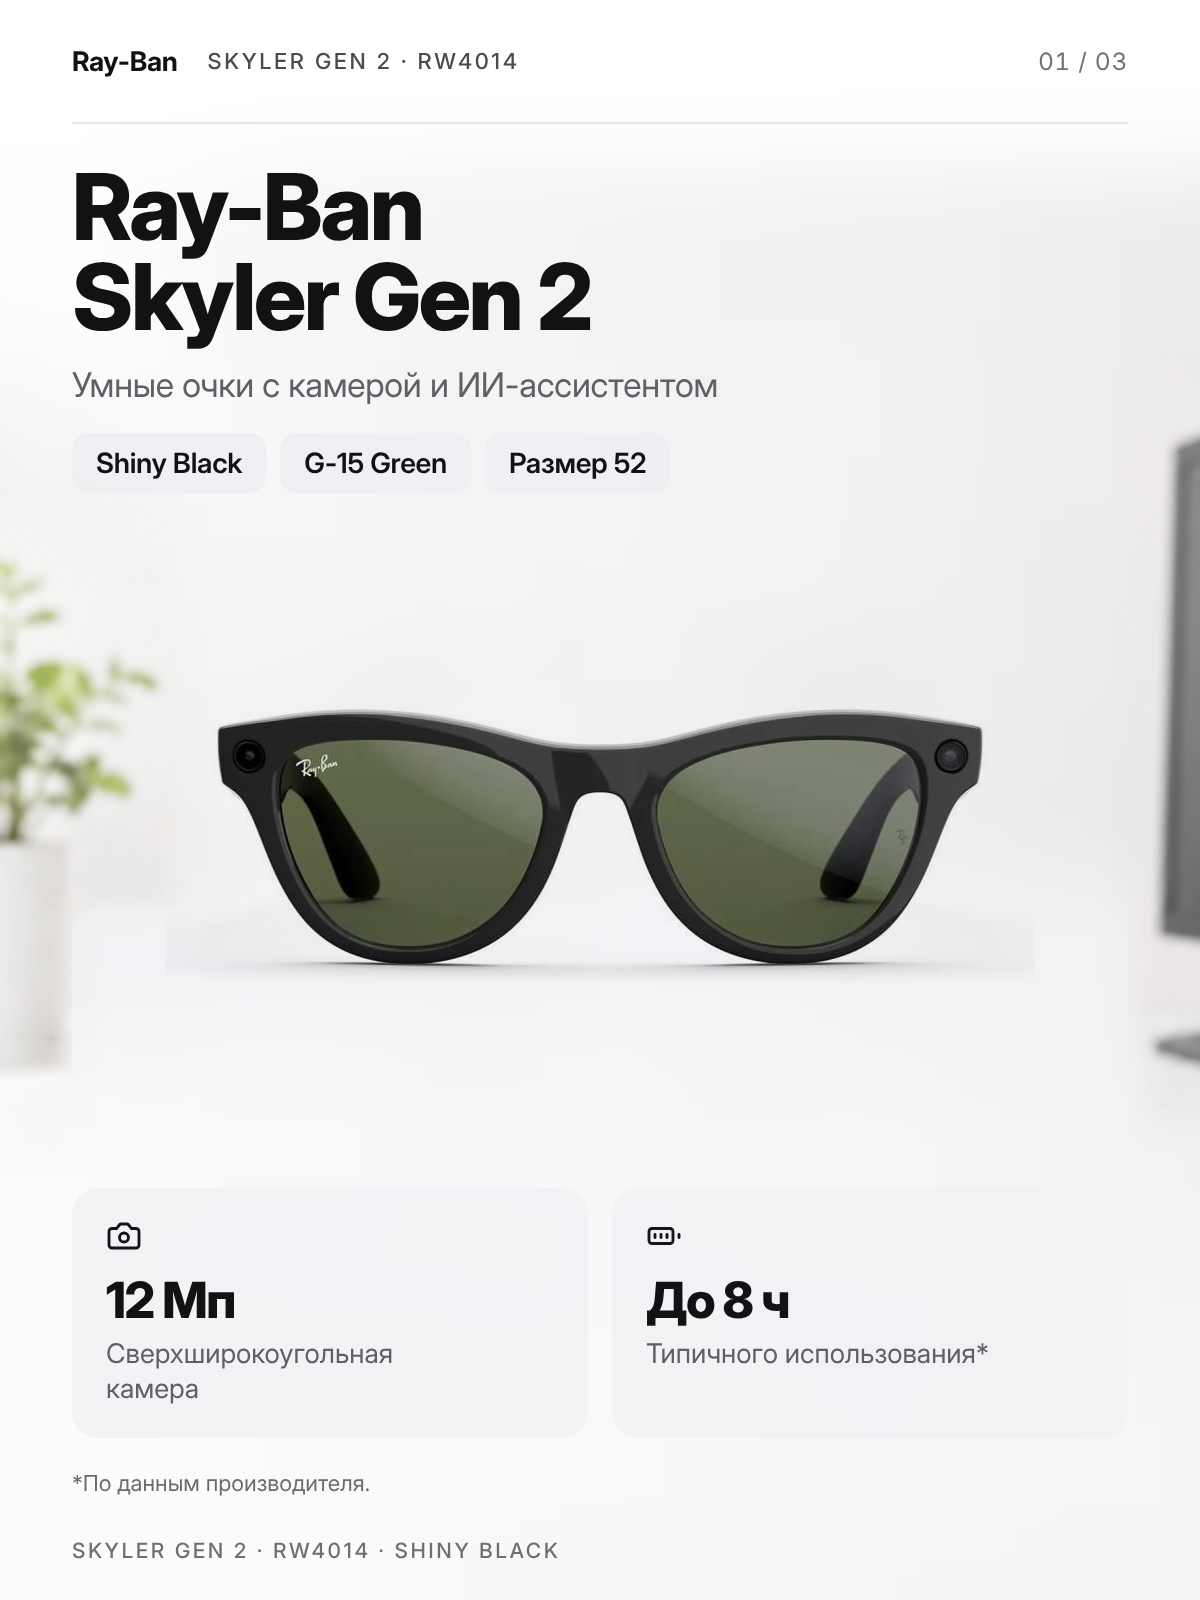 Ray-Ban SKYLER GEN 2 · RW4014 01 / 03
Ray-Ban
Skyler Gen 2
Умные очки с камерой и ИИ-ассистентом
Shiny Black G-15 Green Размер 52
Ray-Ban
12 Мп
Сверхширокоугольная
камера
До 8 ч
Типичного использования*
*По данным производителя.
SKYLER GEN 2 · RW4014 · SHINY BLACK